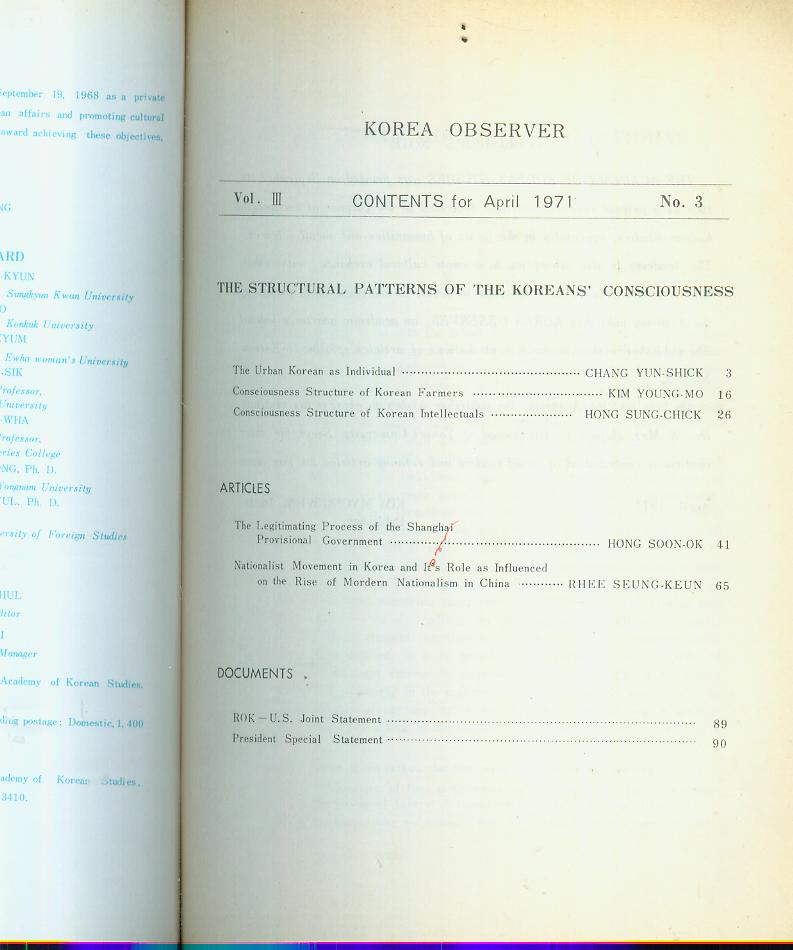 September 19, 1968 as a private
an affairs and promoting cultural
oward achieving these objectives,
NG
ARD
-KYUN
Sungkyun Kwan University
O
Konkuk University
YUM
Ewha woman's University
-SIK
Professor,
University
-WHA
Professor,
eries College
NG, Ph. D.
Yongnam University
UL, Ph. D.
ersity of Foreign Studies
HUL
ditor
I
Manager
Academy of Korean Studies.
ding postage: Domestic, 1, 400
ademy of Korean Studies,
3410.
KOREA OBSERVER
Vol. III CONTENTS for April 1971 No. 3
THE STRUCTURAL PATTERNS OF THE KOREANS' CONSCIOUSNESS
The Urban Korean as Individual ........................ CHANG YUN-SHICK 3
Consciousness Structure of Korean Farmers ........................ KIM YOUNG-MO 16
Consciousness Structure of Korean Intellectuals ........................ HONG SUNG-CHICK 26
ARTICLES
The Legitimating Process of the Shanghai
Provisional Government ........................ HONG SOON-OK 41
Nationalist Movement in Korea and It's Role as Influenced
on the Rise of Mordern Nationalism in China ............ RHEE SEUNG-KEUN 65
DOCUMENTS
ROK—U.S. Joint Statement ........................ 89
President Special Statement ........................ 90